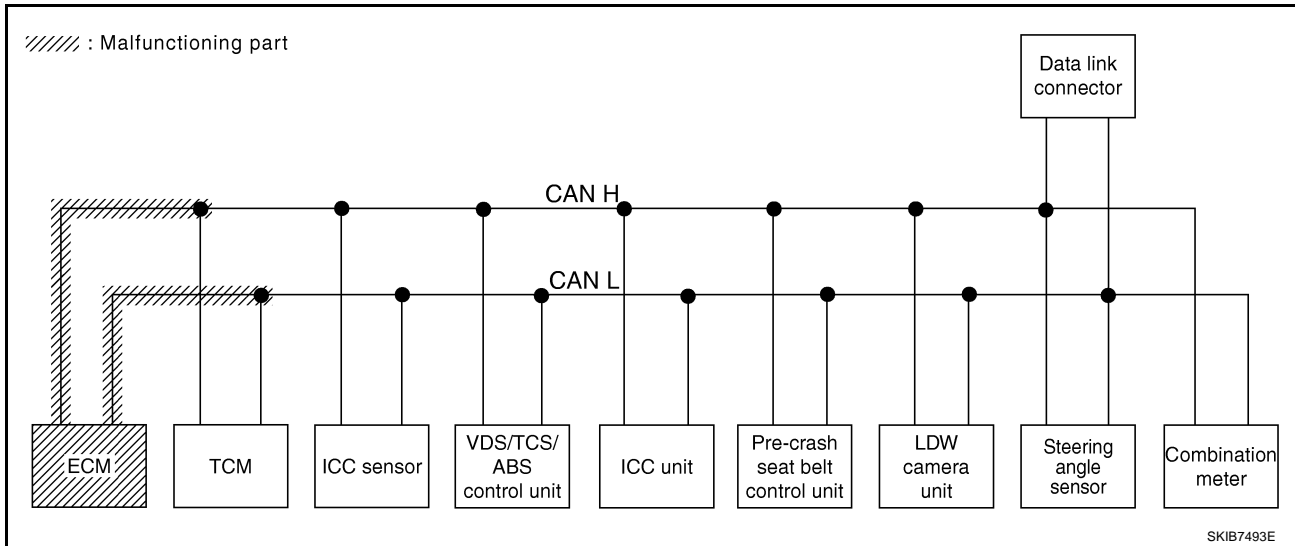 : Malfunctioning part
Data link
connector
CAN H
CAN L
ECM
TCM
ICC sensor
VDS/TCS/
ABS
control unit
ICC unit
Pre-crash
seat belt
control unit
LDW
camera
unit
Steering
angle
sensor
Combination
meter
SKIB7493E